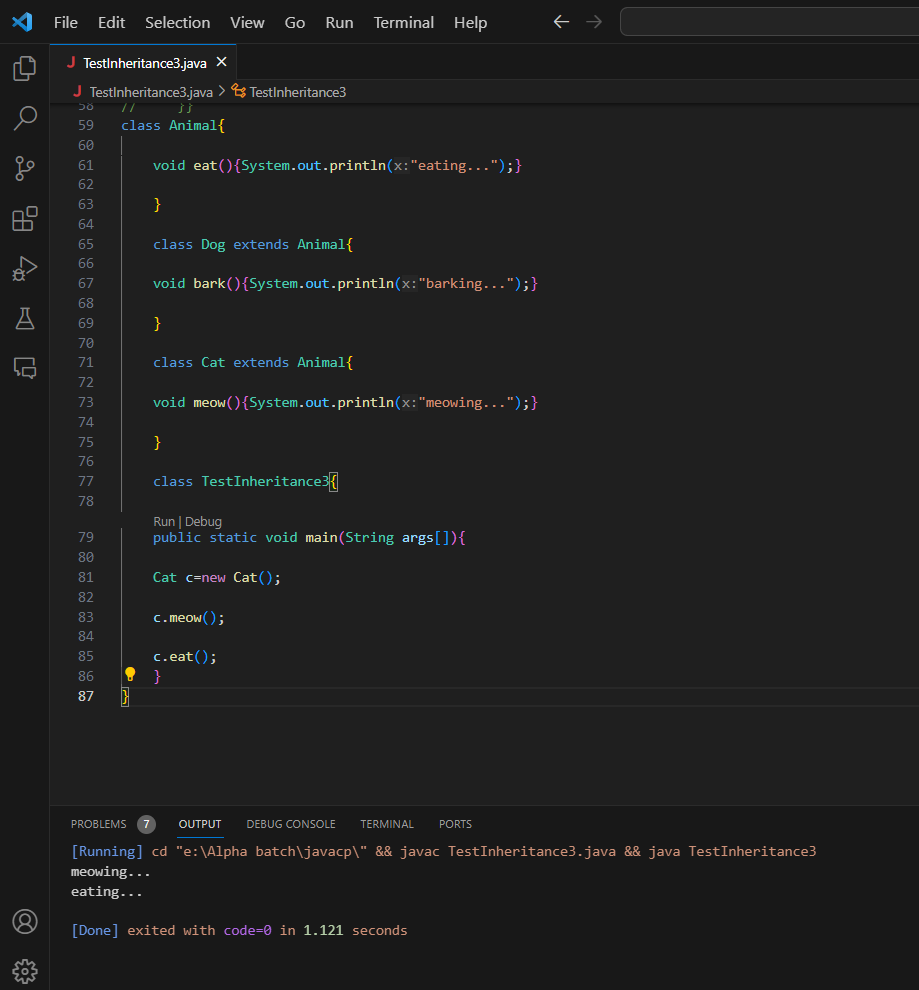 File Edit Selection View Go Run Terminal Help
TestInheritance3.java
TestInheritance3.java > TestInheritance3
58 // }}
59 class Animal{
60
61 void eat(){System.out.println(x:"eating...");}
62
63 }
64
65 class Dog extends Animal{
66
67 void bark(){System.out.println(x:"barking...");}
68
69 }
70
71 class Cat extends Animal{
72
73 void meow(){System.out.println(x:"meowing...");}
74
75 }
76
77 class TestInheritance3{
78
Run | Debug
79 public static void main(String args[]){
80
81 Cat c=new Cat();
82
83 c.meow();
84
85 c.eat();
86 }
87 }
PROBLEMS 7 OUTPUT DEBUG CONSOLE TERMINAL PORTS
[Running] cd "e:\Alpha batch\javacp\" && javac TestInheritance3.java && java TestInheritance3
meowing...
eating...
[Done] exited with code=0 in 1.121 seconds